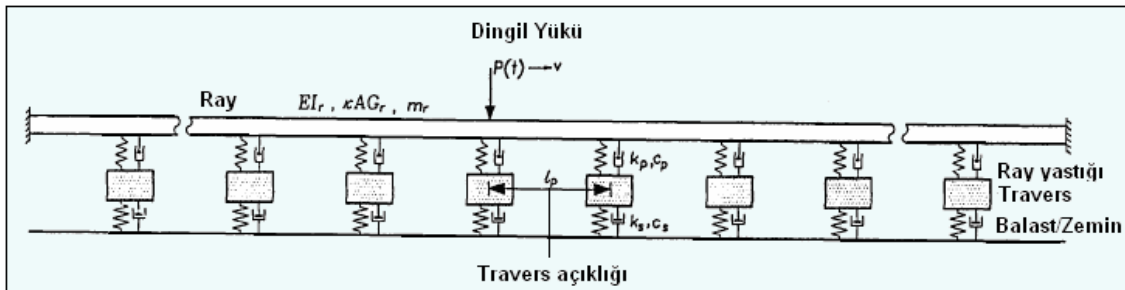 Dingil Yükü
P(t) → v
Ray
EIr , κAGr , mr
kp,cp
lp
Ray yastığı
Travers
ks,cs
Balast/Zemin
Travers açıklığı